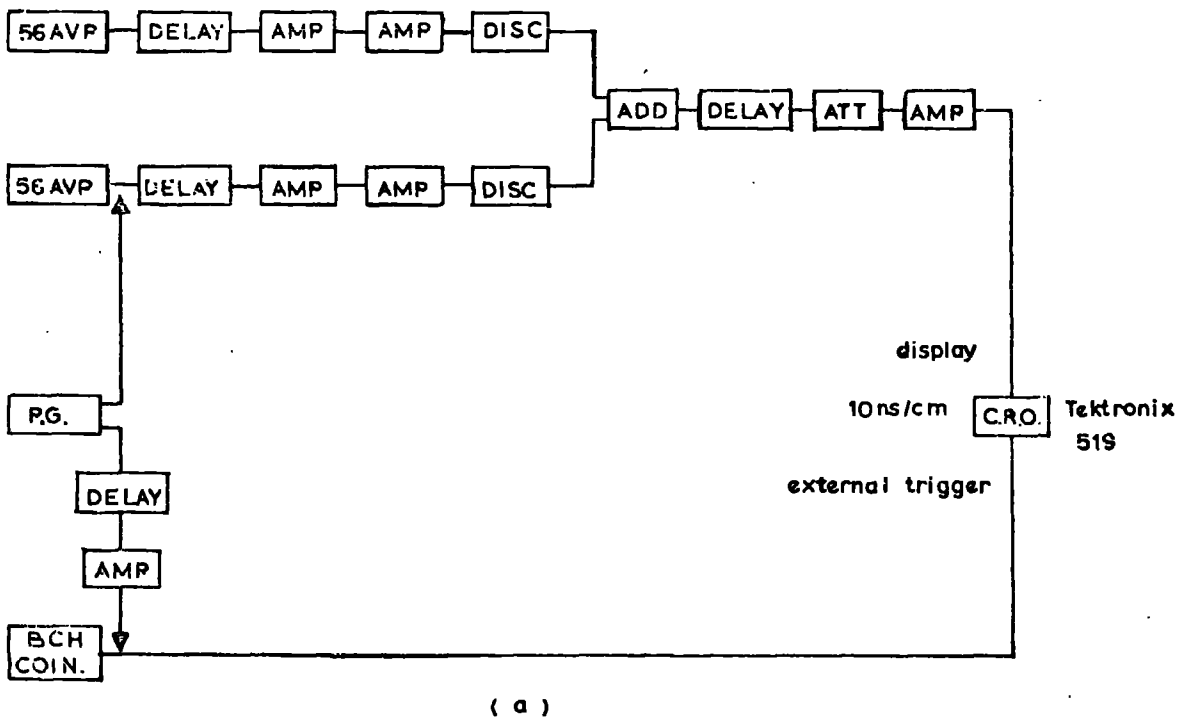 56AVP DELAY AMP AMP DISC
ADD DELAY ATT AMP
56AVP DELAY AMP AMP DISC
display
P.G. 10ns/cm C.R.O. Tektronix
519
external trigger
DELAY
AMP
BCH
COIN.
( a )